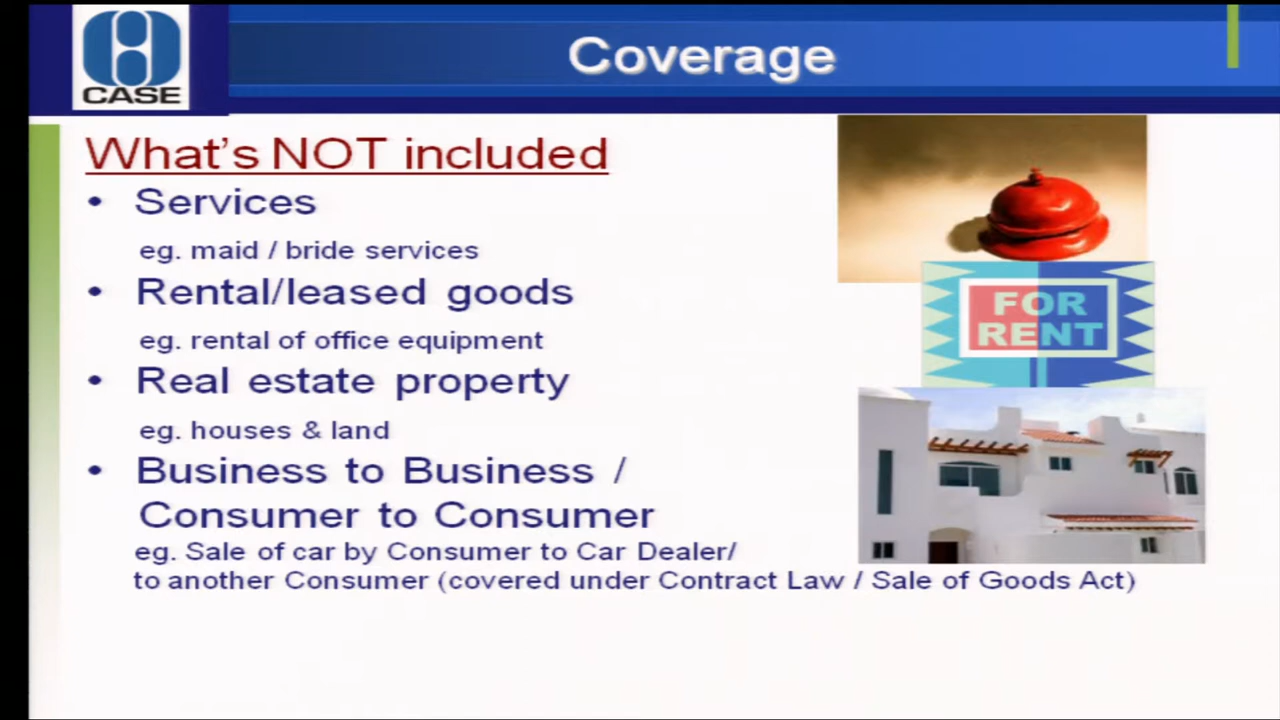 CASE
Coverage
What's NOT included
• Services
eg. maid / bride services
• Rental/leased goods
eg. rental of office equipment
• Real estate property
eg. houses & land
• Business to Business /
Consumer to Consumer
eg. Sale of car by Consumer to Car Dealer/
to another Consumer (covered under Contract Law / Sale of Goods Act)
FOR
RENT